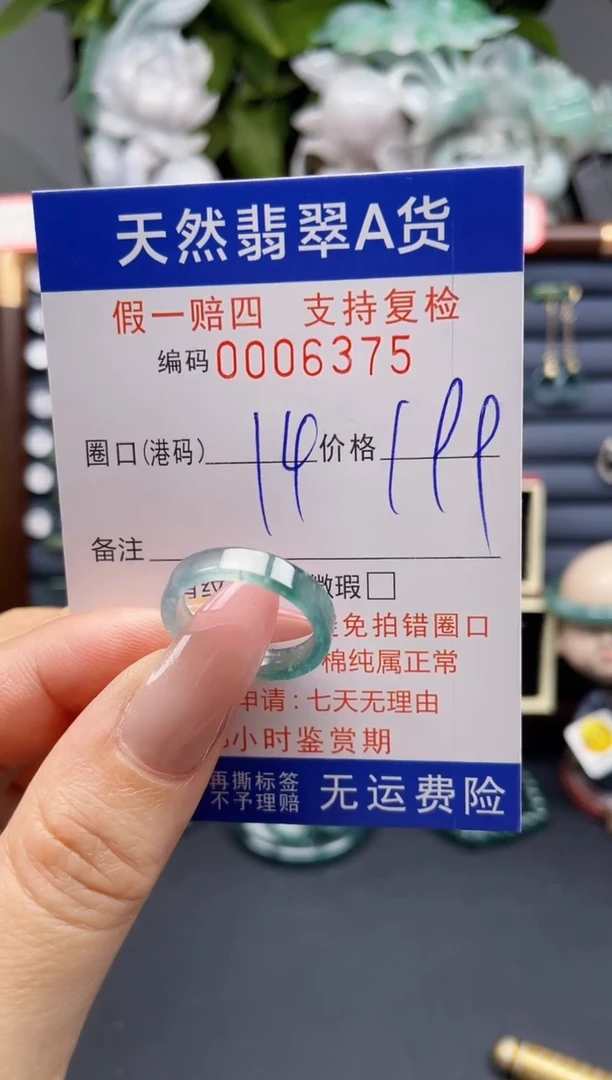 天然翡翠A货
假一赔四 支持复检
编码0006375
圈口(港码) 14 价格 199
备注
微瑕
免拍错圈口
棉纯属正常
申请:七天无理由
小时鉴赏期
再撕标签
不予理赔
无运费险